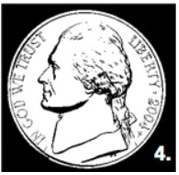 IN GOD WE TRUST
LIBERTY · 2004
4.